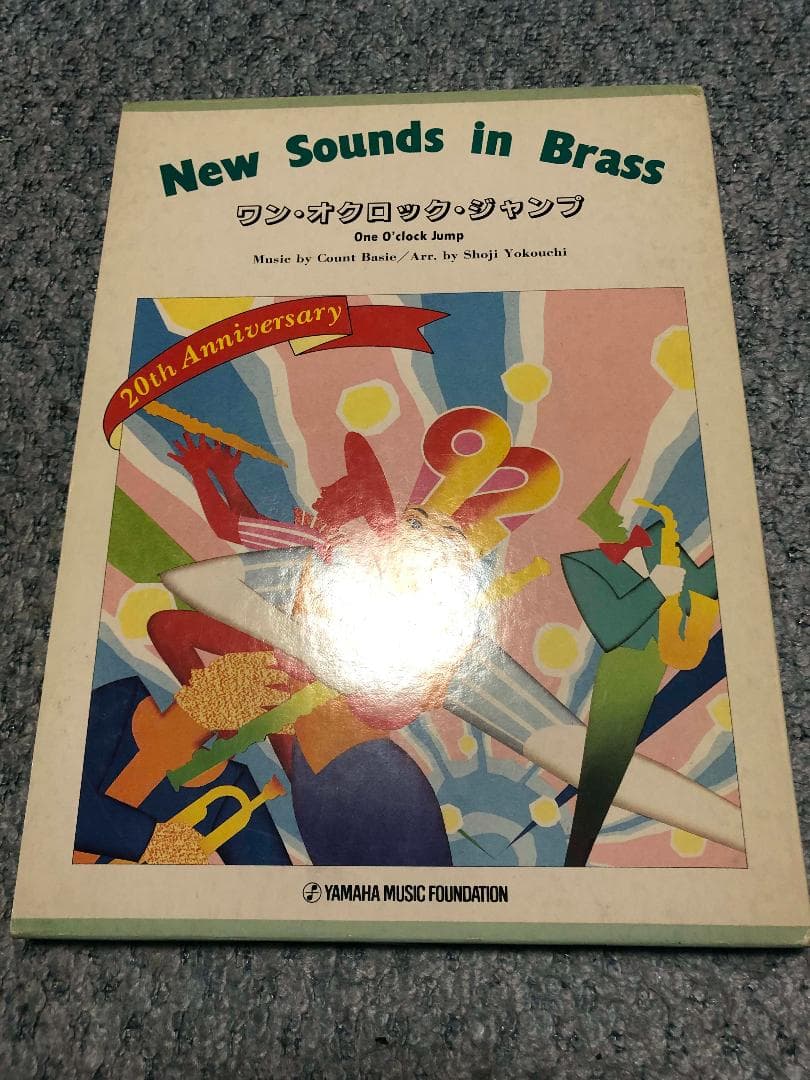 New Sounds in Brass
ワン・オクロック・ジャンプ
One O'clock Jump
Music by Count Basie／Arr. by Shoji Yokouchi
20th Anniversary
92
YAMAHA MUSIC FOUNDATION